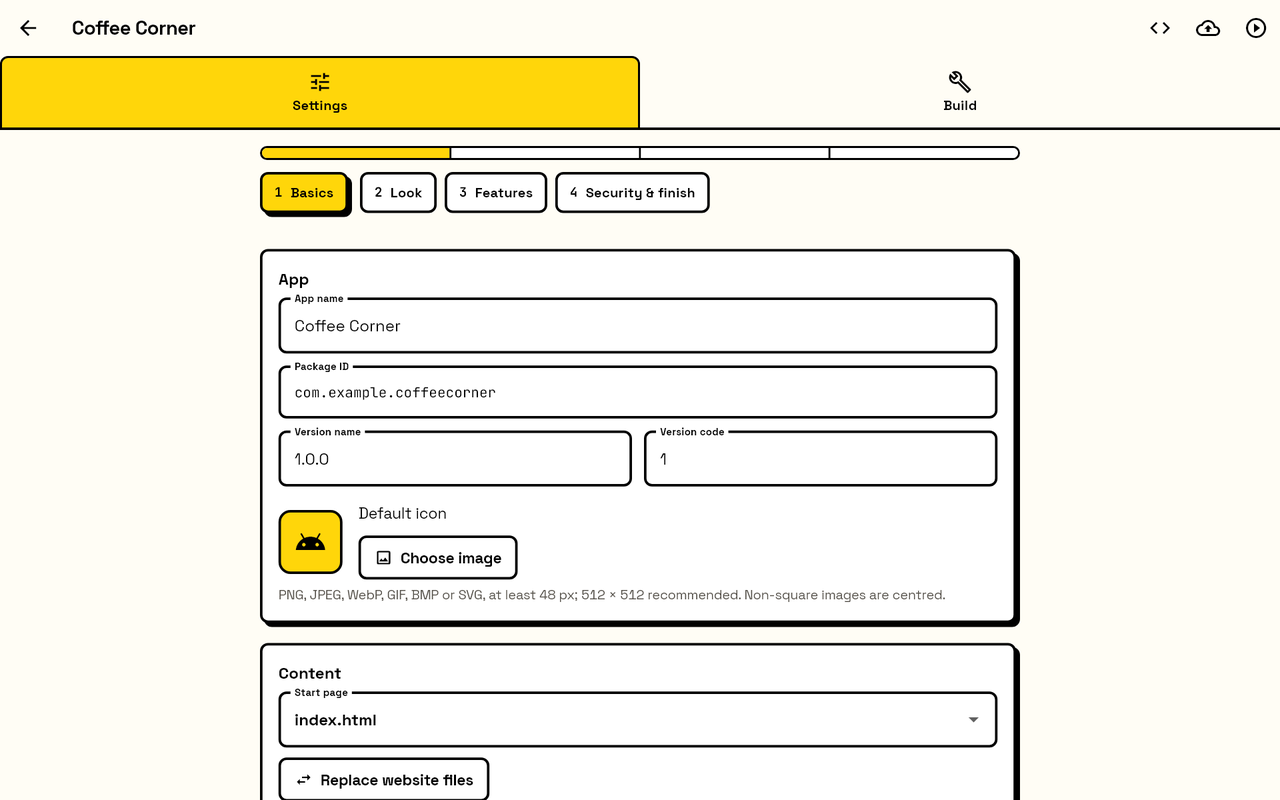 Coffee Corner
Settings
Build
1 Basics
2 Look
3 Features
4 Security & finish
App
App name
Coffee Corner
Package ID
com.example.coffeecorner
Version name
1.0.0
Version code
1
Default icon
Choose image
PNG, JPEG, WebP, GIF, BMP or SVG, at least 48 px; 512 × 512 recommended. Non-square images are centred.
Content
Start page
index.html
Replace website files